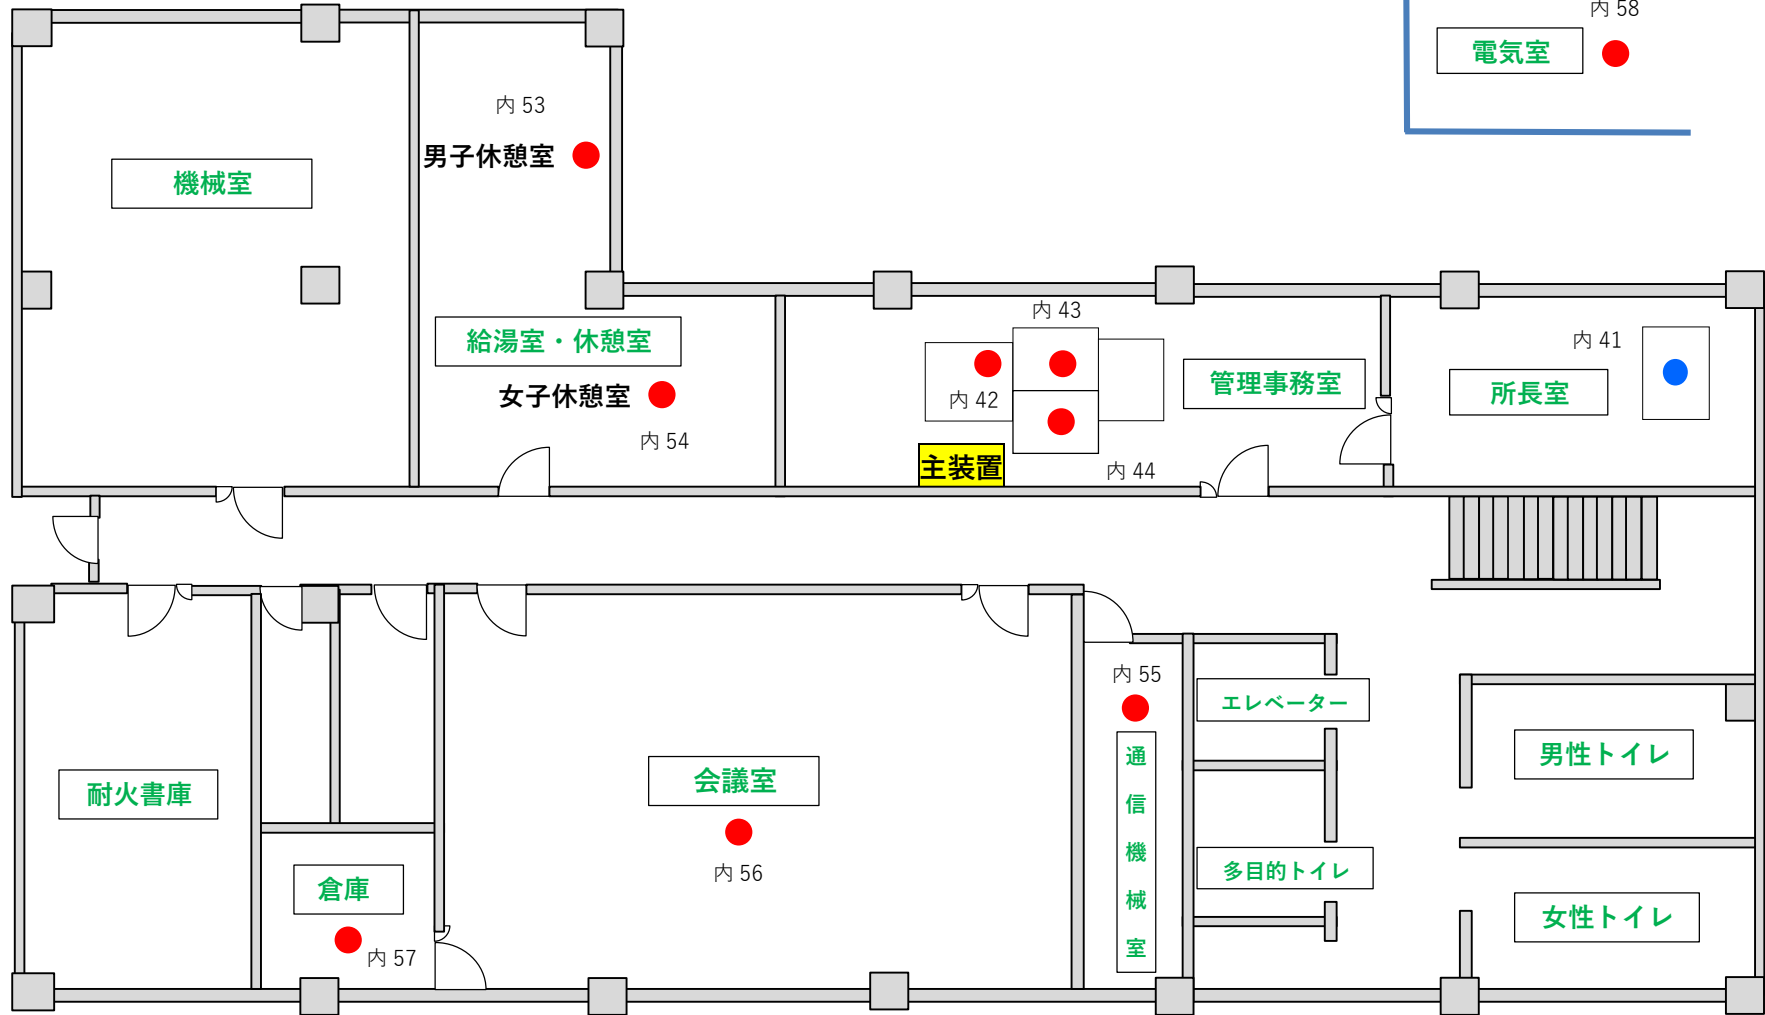 内 58
電気室
内 53
男子休憩室
機械室
給湯室・休憩室
女子休憩室
内 54
内 43
内 42
管理事務室
主装置
内 44
内 41
所長室
内 55
エレベーター
通信機械室
多目的トイレ
男性トイレ
女性トイレ
会議室
内 56
耐火書庫
倉庫
内 57